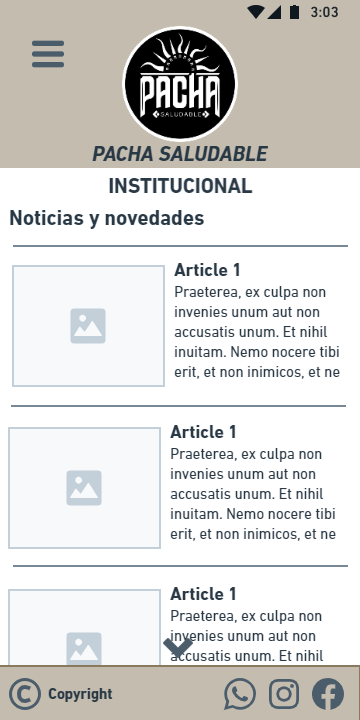 3:03
PACHA
SALUDABLE
PACHA SALUDABLE
INSTITUCIONAL
Noticias y novedades
Article 1
Praeterea, ex culpa non
invenies unum aut non
accusatis unum. Et nihil
inuitam. Nemo nocere tibi
erit, et non inimicos, et ne
Article 1
Praeterea, ex culpa non
invenies unum aut non
accusatis unum. Et nihil
inuitam. Nemo nocere tibi
erit, et non inimicos, et ne
Article 1
Praeterea, ex culpa non
invenies unum aut non
accusatis unum. Et nihil
© Copyright